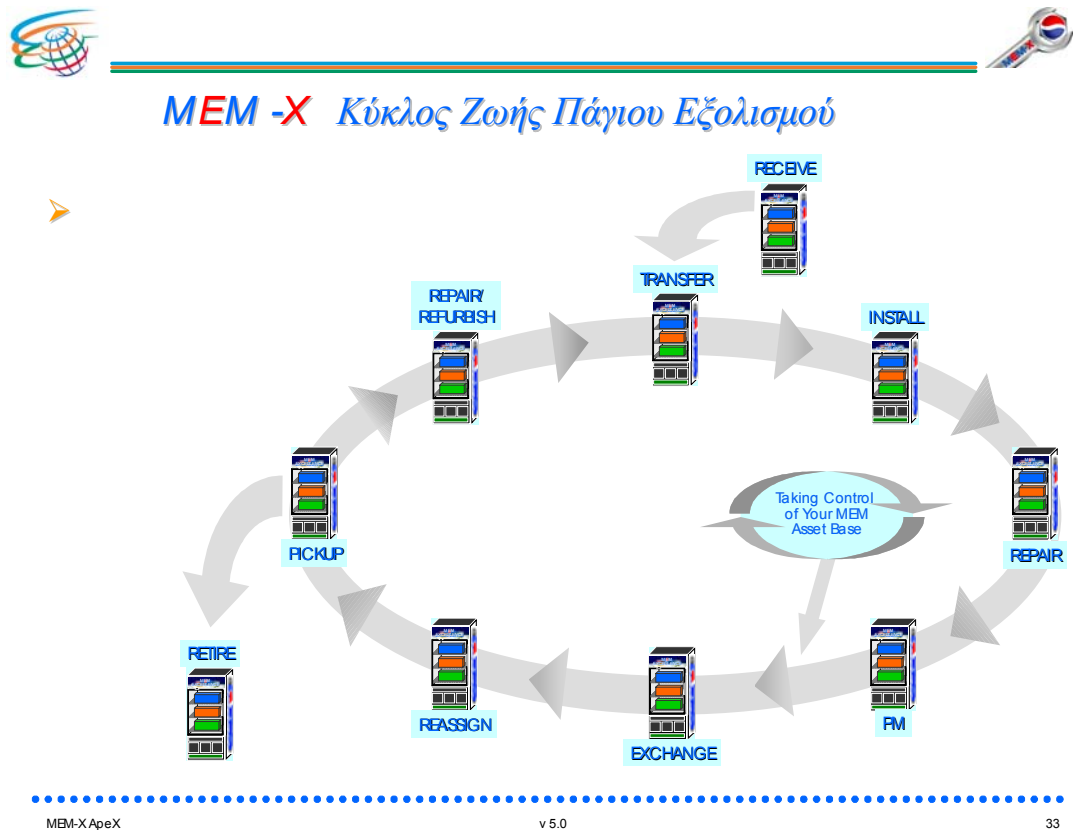 MEM -X Κύκλος Ζωής Πάγιου Εξολισμού
RECEIVE
TRANSFER
REPAIR/
REFURBISH
INSTALL
PICKUP
Taking Control
of Your MEM
Asset Base
REPAIR
RETIRE
REASSIGN
PM
EXCHANGE
MEM-X ApeX
v 5.0
33